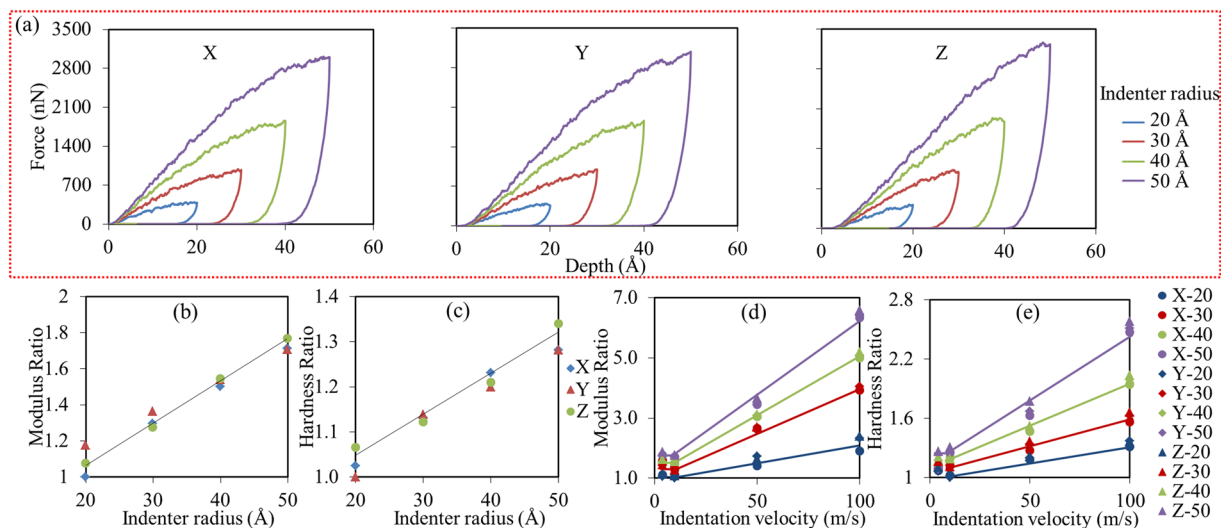 (a)
X
Y
Z
Force (nN)
3500
2800
2100
1400
700
0
0 20 40 60
0 20 40 60
0 20 40 60
Depth (Å)
Indenter radius
20 Å
30 Å
40 Å
50 Å
(b)
Modulus Ratio
2
1.8
1.6
1.4
1.2
1
20 30 40 50
Indenter radius (Å)
(c)
Hardness Ratio
1.4
1.3
1.2
1.1
1.0
20 30 40 50
Indenter radius (Å)
X
Y
Z
(d)
Modulus Ratio
7.0
5.0
3.0
1.0
0 50 100
Indentation velocity (m/s)
(e)
Hardness Ratio
2.8
2.2
1.6
1
0 50 100
Indentation velocity (m/s)
X-20
X-30
X-40
X-50
Y-20
Y-30
Y-40
Y-50
Z-20
Z-30
Z-40
Z-50